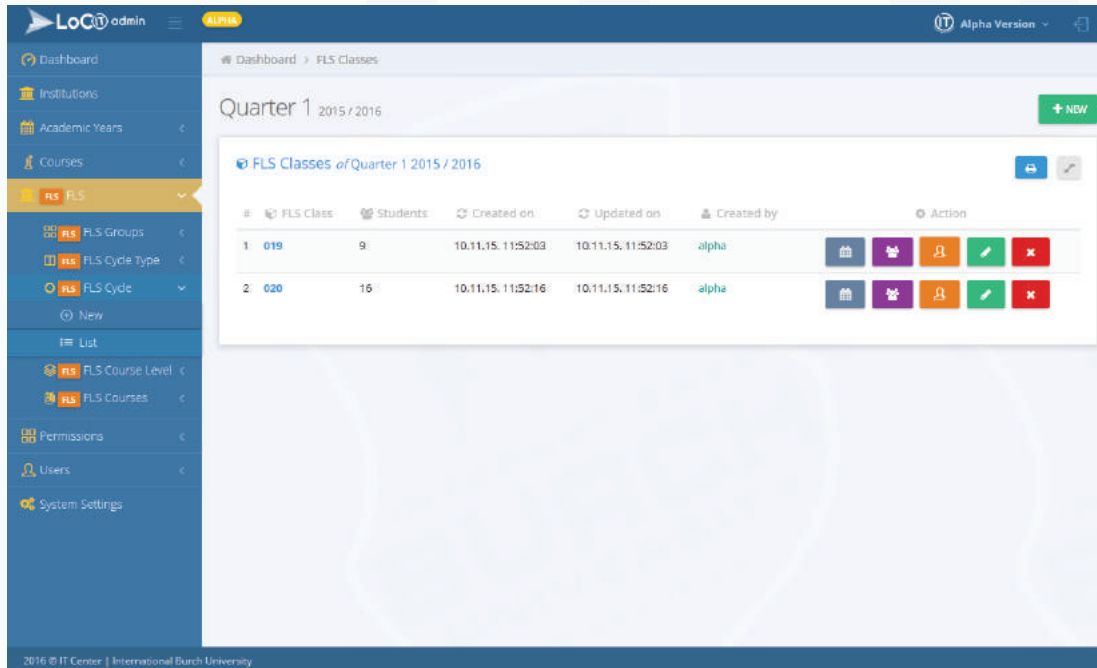 LoC(IT) admin ALPHA (IT) Alpha Version
Dashboard
Institutions
Academic Years
Courses
FLS FLS
FLS FLS Groups
FLS FLS Cycle Type
FLS FLS Cycle
New
List
FLS FLS Course Level
FLS FLS Courses
Permissions
Users
System Settings
Dashboard > FLS Classes
Quarter 1 2015 / 2016
+ NEW
FLS Classes of Quarter 1 2015 / 2016
# FLS Class Students Created on Updated on Created by Action
1 019 9 10.11.15. 11:52:03 10.11.15. 11:52:03 alpha
2 020 16 10.11.15. 11:52:16 10.11.15. 11:52:16 alpha
2016 © IT Center | International Burch University